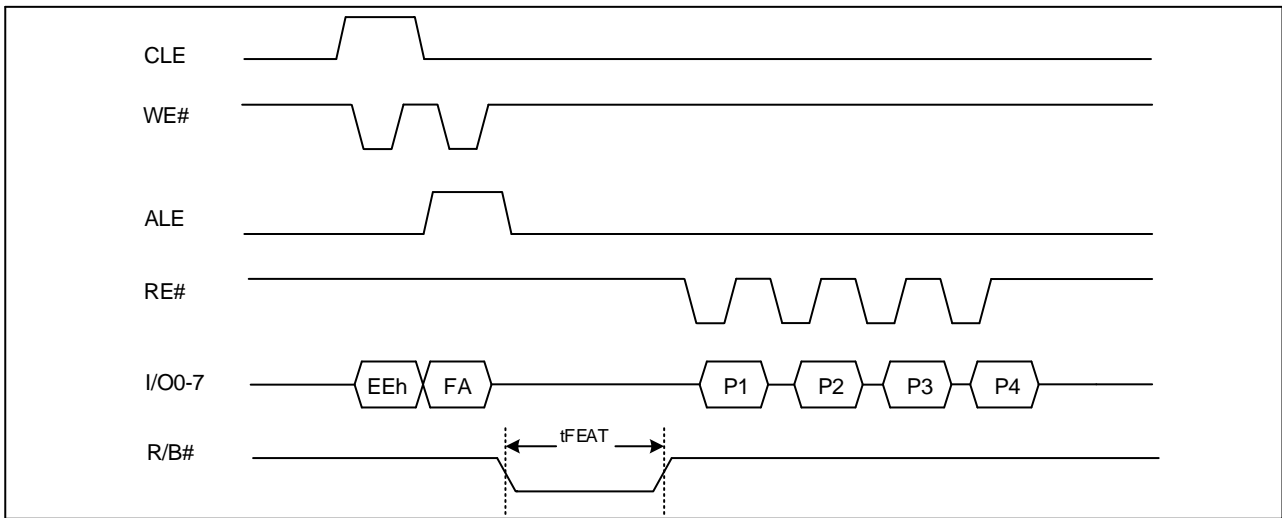 CLE
WE#
ALE
RE#
I/O0-7 EEh FA P1 P2 P3 P4
tFEAT
R/B#